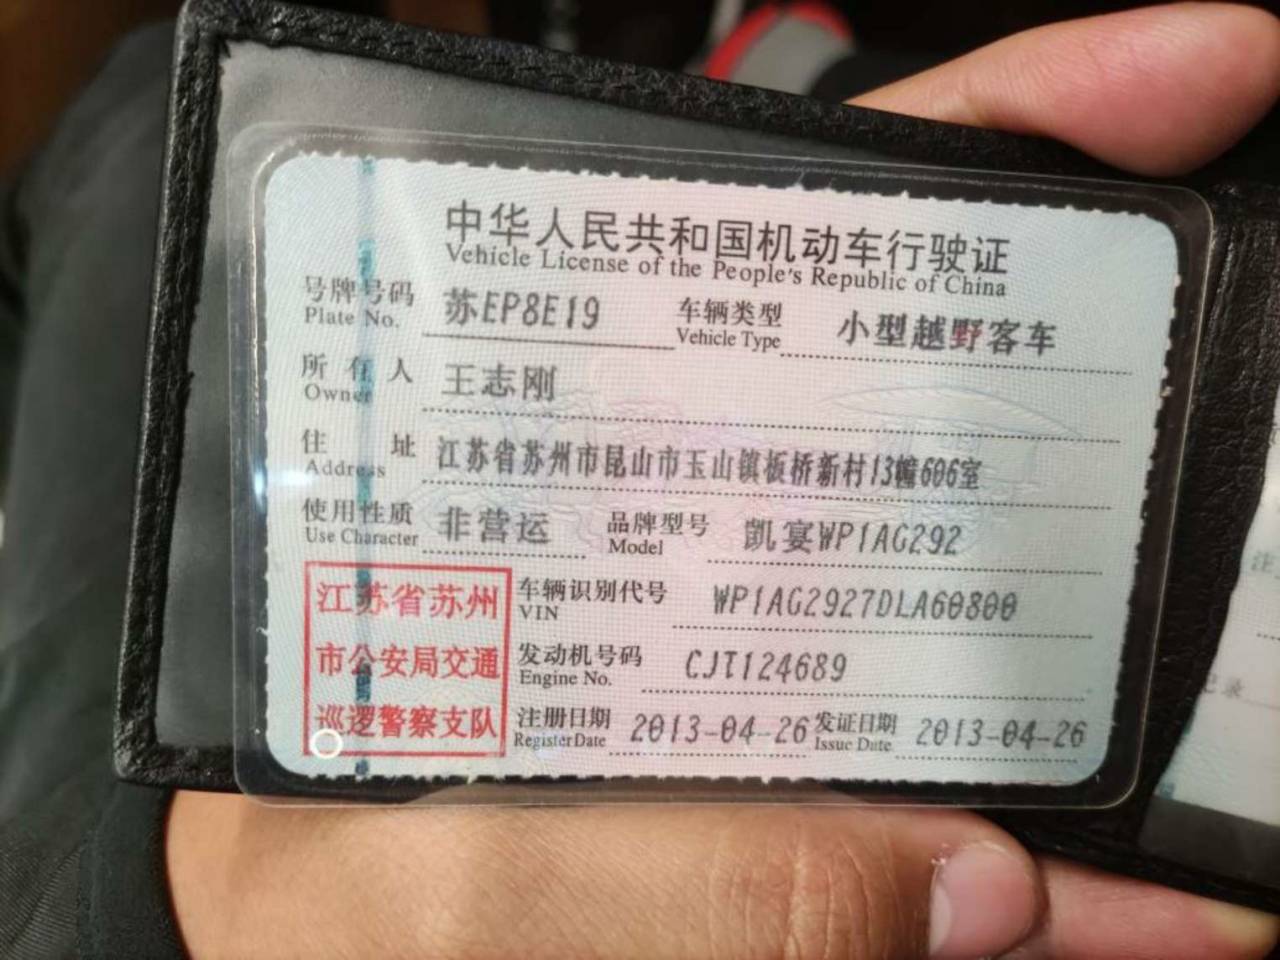 中华人民共和国机动车行驶证
Vehicle License of the People's Republic of China
号牌号码 苏EP8E19 车辆类型 小型越野客车
Plate No. Vehicle Type
所有人 王志刚
Owner
住址 江苏省苏州市昆山市玉山镇板桥新村13幢606室
Address
使用性质 非营运 品牌型号 凯宴WP1AG292
Use Character Model
车辆识别代号 WP1AG2927DLA60800
VIN
发动机号码 CJT124689
Engine No.
注册日期 2013-04-26 发证日期 2013-04-26
Register Date Issue Date
江苏省苏州
市公安局交通
巡逻警察支队